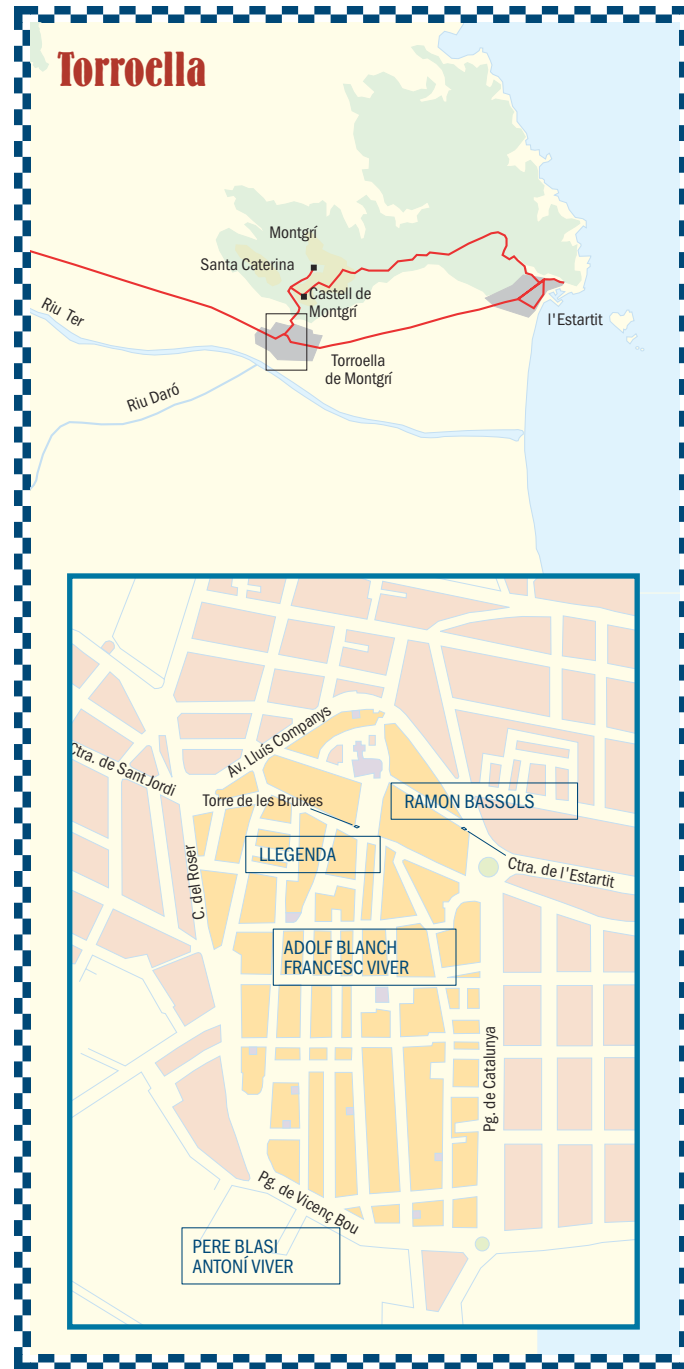 Torroella
Montgrí
Santa Caterina
Castell de
Montgrí
l'Estartit
Riu Ter
Torroella
de Montgrí
Riu Daró
Av. Lluís Companys
Ctra. de Sant Jordi
Torre de les Bruixes
RAMON BASSOLS
LLEGENDA
Ctra. de l'Estartit
C. del Roser
ADOLF BLANCH
FRANCESC VIVER
Pg. de Catalunya
Pg. de Vicenç Bou
PERE BLASI
ANTONÍ VIVER